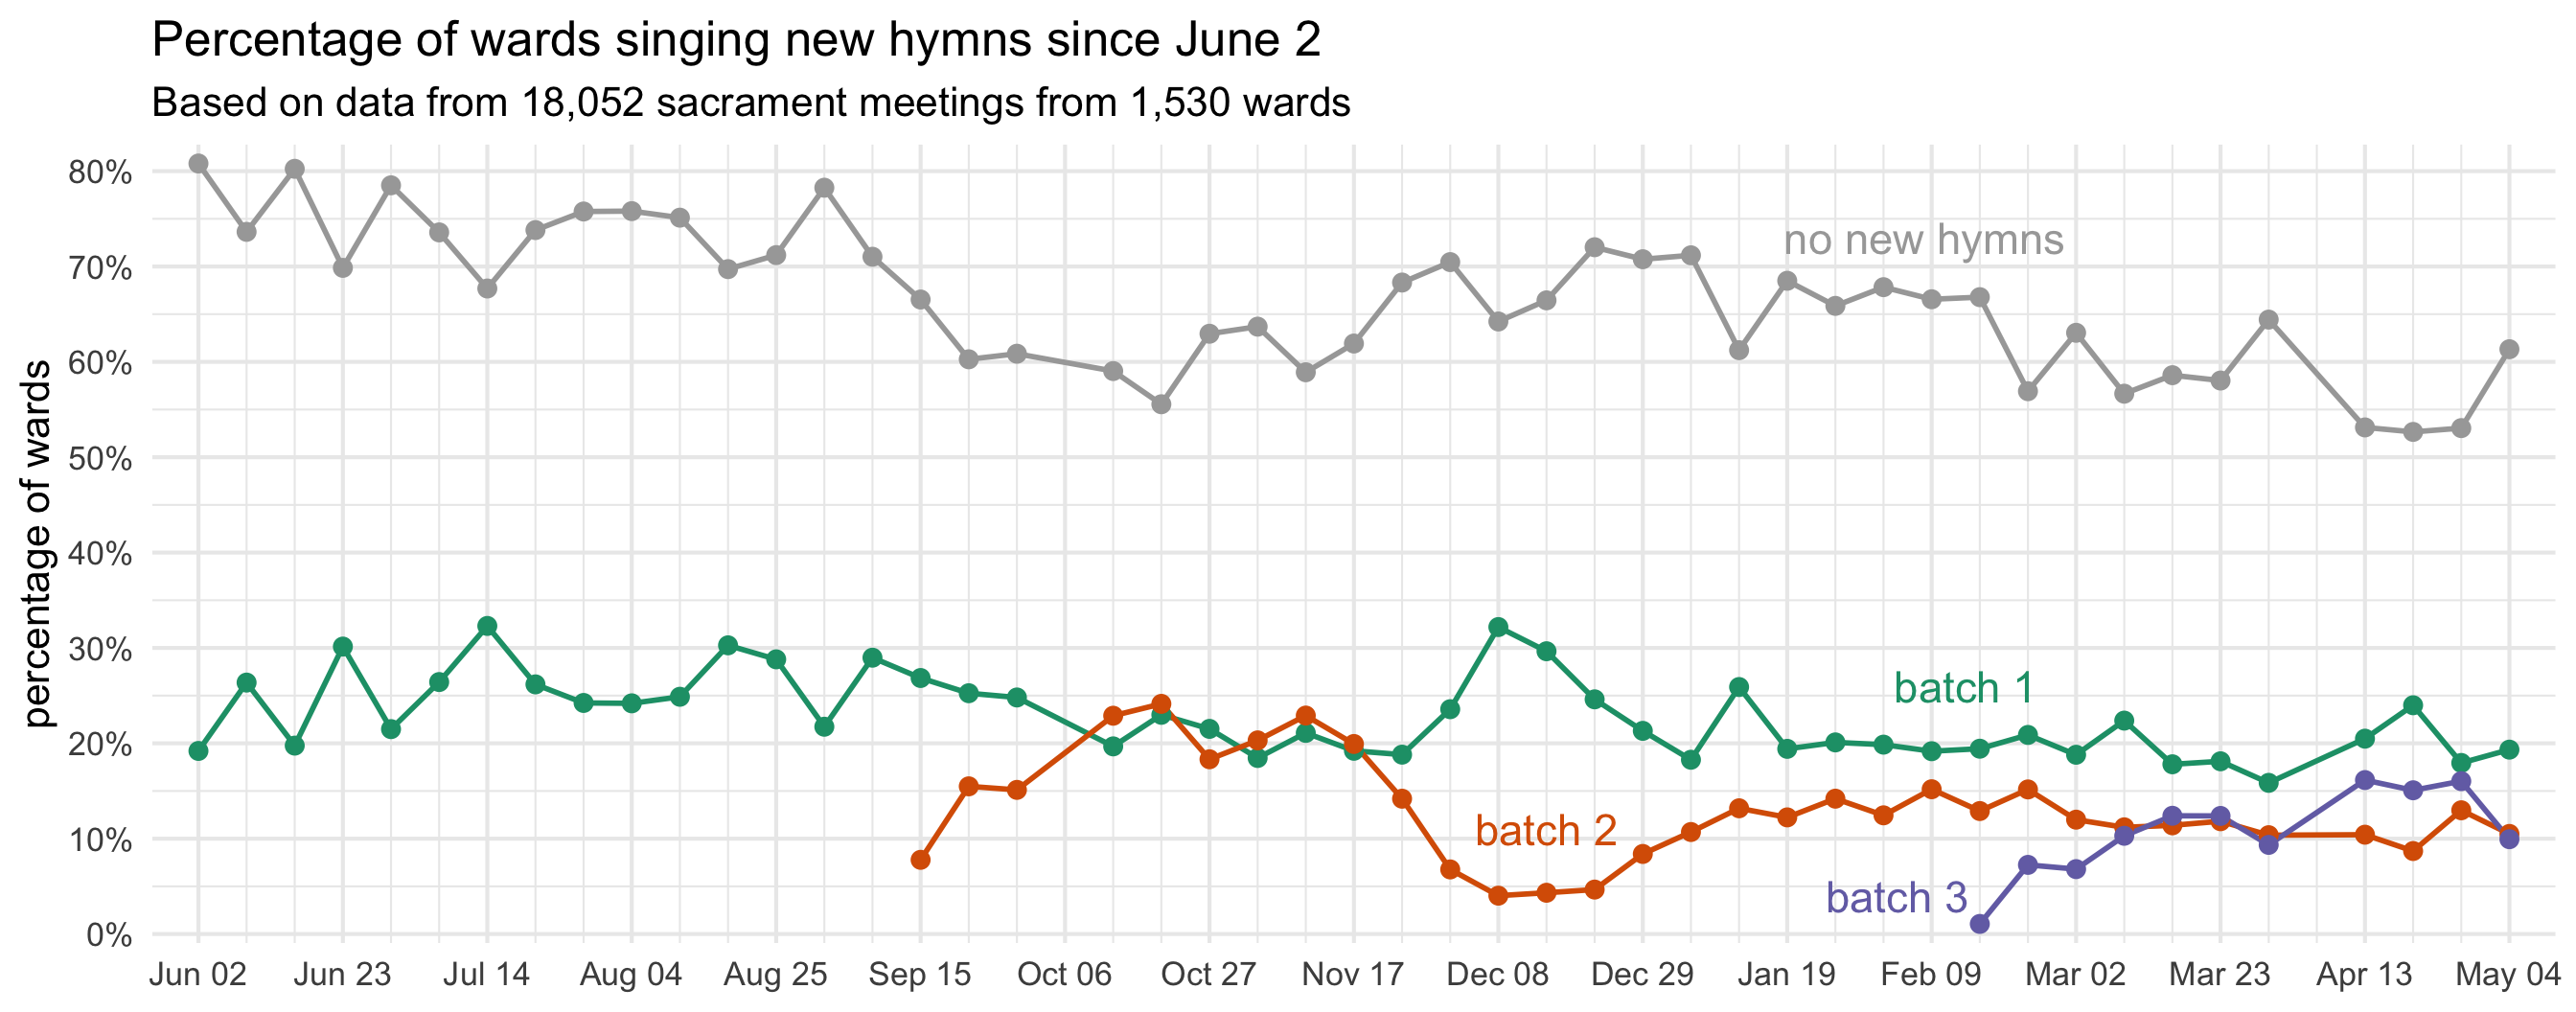 Percentage of wards singing new hymns since June 2
Based on data from 18,052 sacrament meetings from 1,530 wards
percentage of wards
80%
70%
60%
50%
40%
30%
20%
10%
0%
no new hymns
batch 1
batch 2
batch 3
Jun 02 Jun 23 Jul 14 Aug 04 Aug 25 Sep 15 Oct 06 Oct 27 Nov 17 Dec 08 Dec 29 Jan 19 Feb 09 Mar 02 Mar 23 Apr 13 May 04